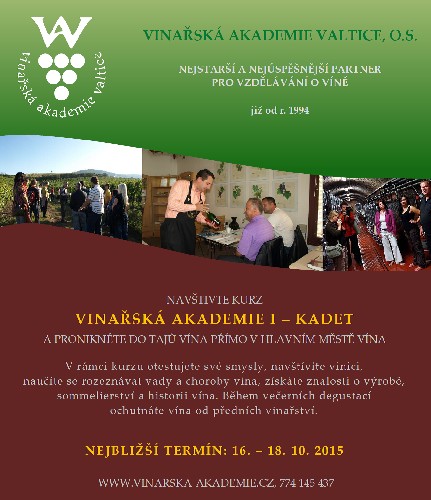 VA
vinařská akademie valtice
VINAŘSKÁ AKADEMIE VALTICE, O.S.
NEJSTARŠÍ A NEJÚSPĚŠNĚJŠÍ PARTNER
PRO VZDĚLÁVÁNÍ O VÍNĚ
již od r. 1994
NAVŠTIVTE KURZ
VINAŘSKÁ AKADEMIE I – KADET
A PRONIKNĚTE DO TAJŮ VÍNA PŘÍMO V HLAVNÍM MĚSTĚ VÍNA
V rámci kurzu otestujete své smysly, navštívíte vinici,
naučíte se rozeznávat vady a choroby vína, získáte znalosti o výrobě,
sommelierství a historii vína. Během večerních degustací
ochutnáte vína od předních vinařství.
NEJBLIŽŠÍ TERMÍN: 16. – 18. 10. 2015
WWW.VINARSKA-AKADEMIE.CZ, 774 145 437